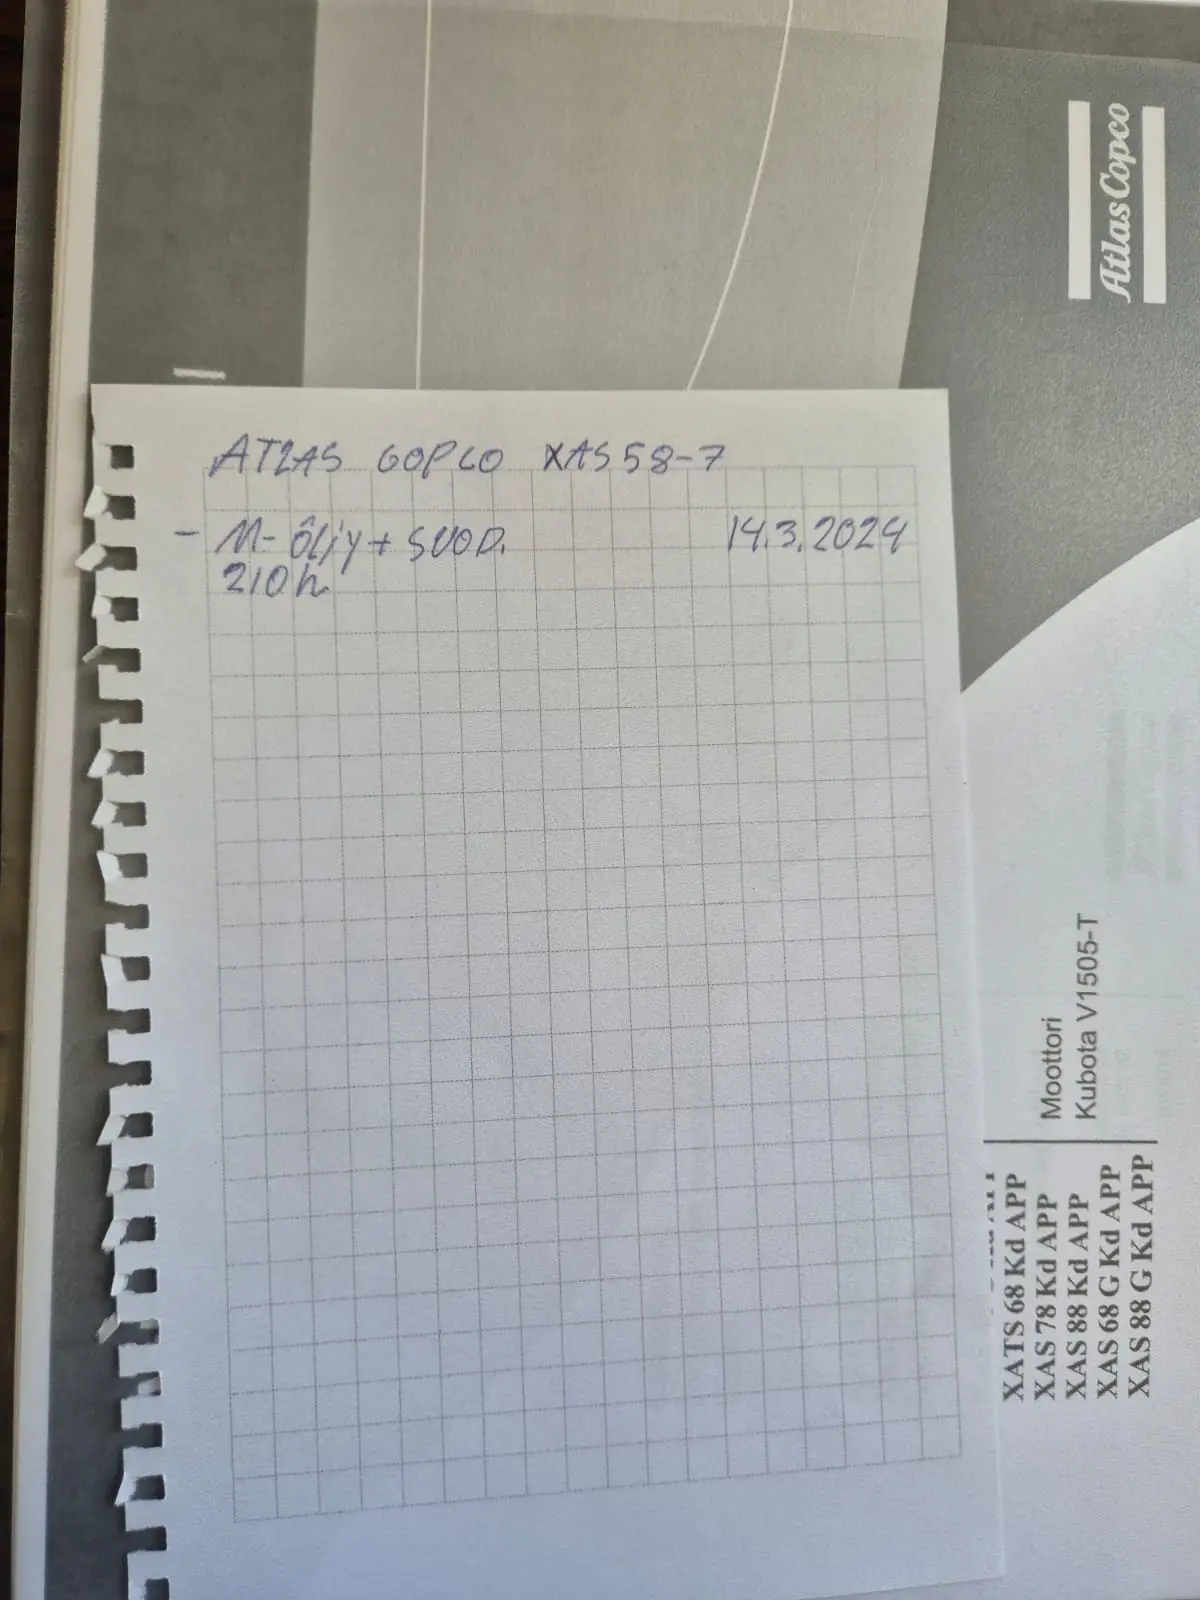 ATLAS COPCO XAS 58-7
- M-ÖLJY + SUOD. 14.3.2024
210 h
Atlas Copco
Moottori
Kubota V1505-T
XATS 68 Kd APP
XAS 78 Kd APP
XAS 88 Kd APP
XAS 68 G Kd APP
XAS 88 G Kd APP